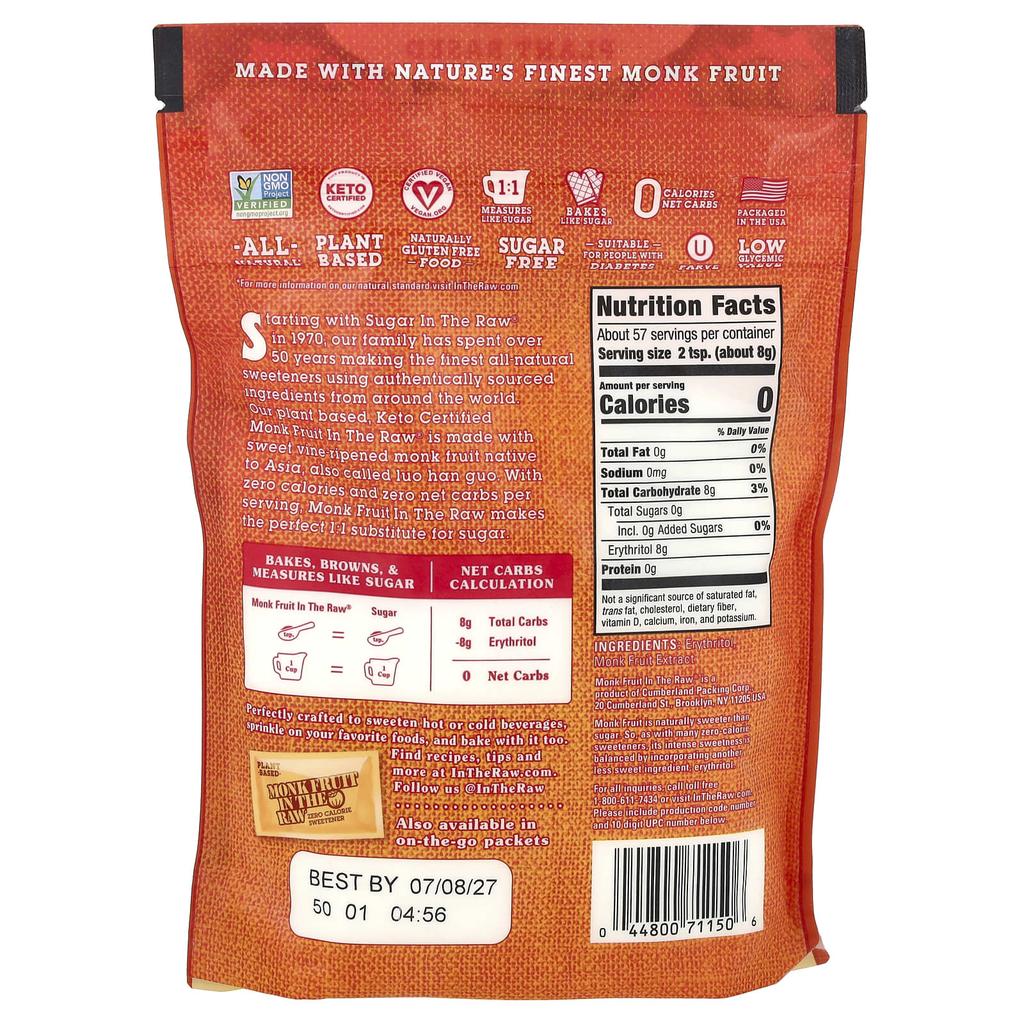 MADE WITH NATURE'S FINEST MONK FRUIT
NON
GMO
Project
VERIFIED
nongmoproject.org
KETO
CERTIFIED
CERTIFIED VEGAN
VEGAN.ORG
1:1
MEASURES
LIKE SUGAR
BAKES
LIKE SUGAR
0 CALORIES
NET CARBS
PACKAGED
IN THE USA
-ALL-
NATURAL*
PLANT
BASED
NATURALLY
GLUTEN FREE
FOOD
SUGAR
FREE
SUITABLE
FOR PEOPLE WITH
DIABETES
U
PARVE
LOW
GLYCEMIC
VALUE
*For more information on our natural standard visit InTheRaw.com
Starting with Sugar In The Raw®
in 1970, our family has spent over
50 years making the finest all-natural
sweeteners using authentically sourced
ingredients from around the world.
Our plant based, Keto Certified
Monk Fruit In The Raw® is made with
sweet vine-ripened monk fruit native
to Asia, also called luo han guo. With
zero calories and zero net carbs per
serving, Monk Fruit In The Raw makes
the perfect 1:1 substitute for sugar.
BAKES, BROWNS, &
MEASURES LIKE SUGAR
NET CARBS
CALCULATION
Monk Fruit In The Raw® Sugar
tsp. = tsp.
1 Cup = 1 Cup
8g Total Carbs
-8g Erythritol
0 Net Carbs
Perfectly crafted to sweeten hot or cold beverages,
sprinkle on your favorite foods, and bake with it too.
Find recipes, tips and
more at InTheRaw.com.
Follow us @InTheRaw
Also available in
on-the-go packets
PLANT
-BASED-
MONK FRUIT
IN THE
RAW
ZERO CALORIE
SWEETENER
BEST BY 07/08/27
50 01 04:56
Nutrition Facts
About 57 servings per container
Serving size 2 tsp. (about 8g)
Amount per serving
Calories 0
% Daily Value
Total Fat 0g 0%
Sodium 0mg 0%
Total Carbohydrate 8g 3%
Total Sugars 0g
Incl. 0g Added Sugars 0%
Erythritol 8g
Protein 0g
Not a significant source of saturated fat,
trans fat, cholesterol, dietary fiber,
vitamin D, calcium, iron, and potassium.
INGREDIENTS: Erythritol,
Monk Fruit Extract.
Monk Fruit In The Raw® is a
product of Cumberland Packing Corp.
20 Cumberland St., Brooklyn, NY 11205 USA
Monk Fruit is naturally sweeter than
sugar. So, as with many zero-calorie
sweeteners, its intense sweetness is
balanced by incorporating another
less sweet ingredient, erythritol.
For all inquiries, call toll free
1-800-611-7434 or visit InTheRaw.com.
Please include production code number
and 10 digit UPC number below.
0 44800 71150 6